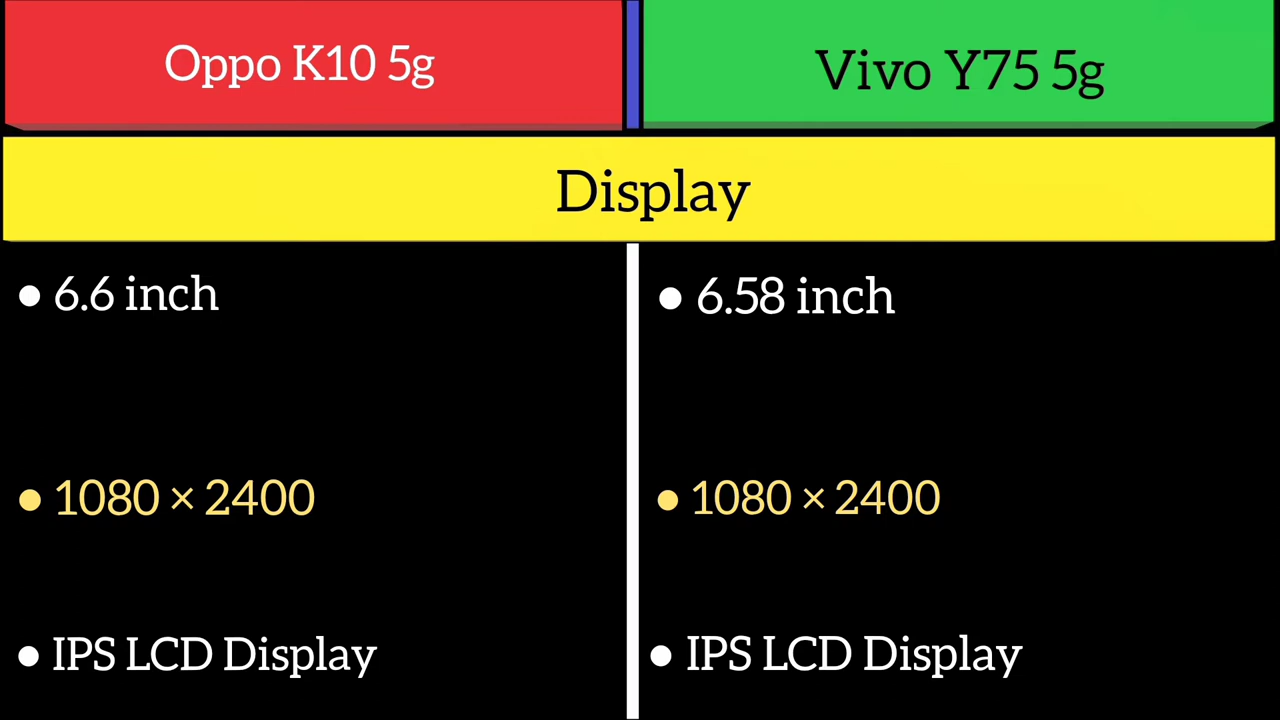 Oppo K10 5g
Vivo Y75 5g
Display
• 6.6 inch
• 6.58 inch
• 1080 × 2400
• 1080 × 2400
• IPS LCD Display
• IPS LCD Display